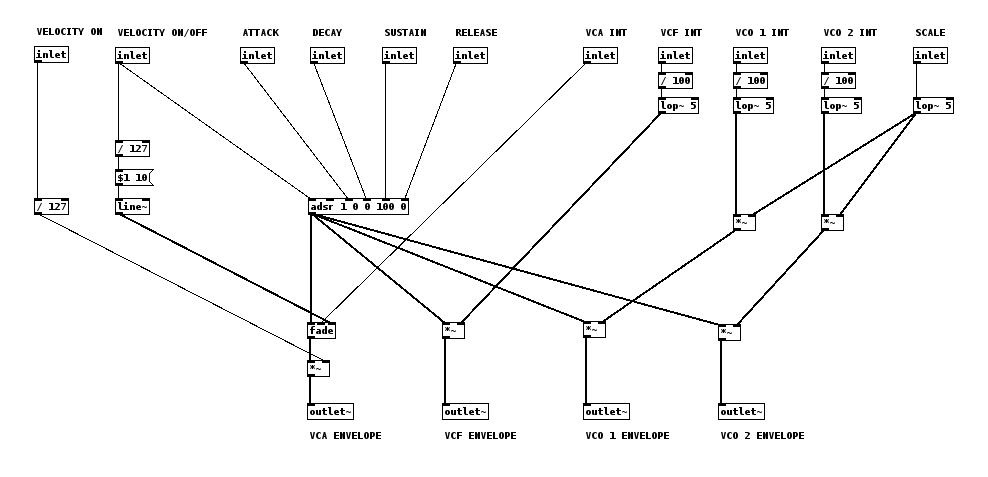 VELOCITY ON VELOCITY ON/OFF ATTACK DECAY SUSTAIN RELEASE VCA INT VCF INT VCO 1 INT VCO 2 INT SCALE
inlet inlet inlet inlet inlet inlet inlet inlet inlet inlet inlet
/ 100 / 100 / 100
lop~ 5 lop~ 5 lop~ 5 lop~ 5
/ 127
$1 10
/ 127 line~ adsr 1 0 0 100 0
*~ *~
fade *~ *~ *~
*~
outlet~ outlet~ outlet~ outlet~
VCA ENVELOPE VCF ENVELOPE VCO 1 ENVELOPE VCO 2 ENVELOPE